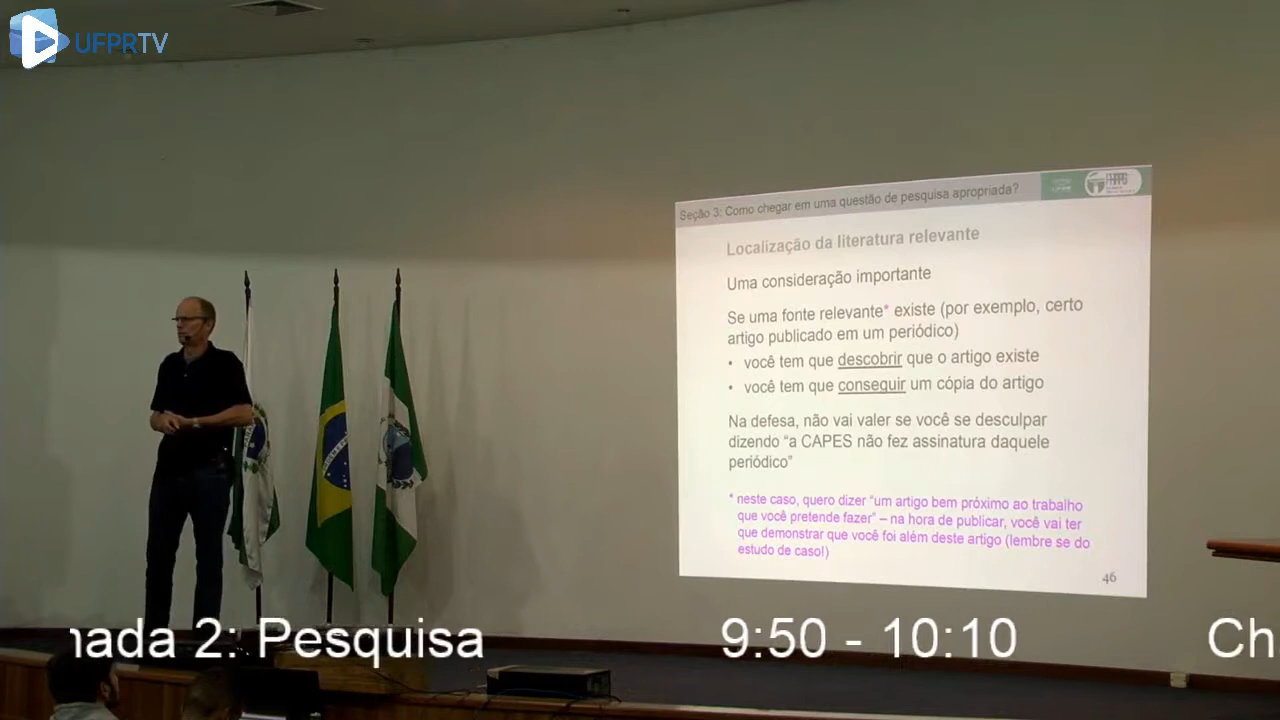 UFPRTV
Seção 3: Como chegar em uma questão de pesquisa apropriada?
Localização da literatura relevante
Uma consideração importante
Se uma fonte relevante* existe (por exemplo, certo
artigo publicado em um periódico)
• você tem que descobrir que o artigo existe
• você tem que conseguir um cópia do artigo
Na defesa, não vai valer se você se desculpar
dizendo “a CAPES não fez assinatura daquele
periódico”
* neste caso, quero dizer “um artigo bem próximo ao trabalho
que você pretende fazer” – na hora de publicar, você vai ter
que demonstrar que você foi além deste artigo (lembre se do
estudo de caso!)
46
nada 2: Pesquisa 9:50 - 10:10 Ch